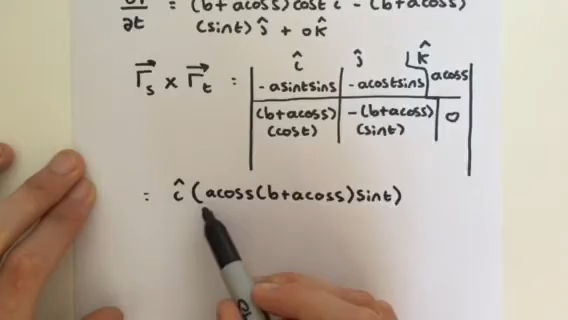 ∂t = (b+acoss)cost î - (b+acoss)
(sint) ĵ + 0k̂
î ĵ k̂
r⃗s x r⃗t = | -asintsins | -acostsins | acoss |
(b+acoss) -(b+acoss) 0
(cost) (sint)
= î (acoss(b+acoss)sint)